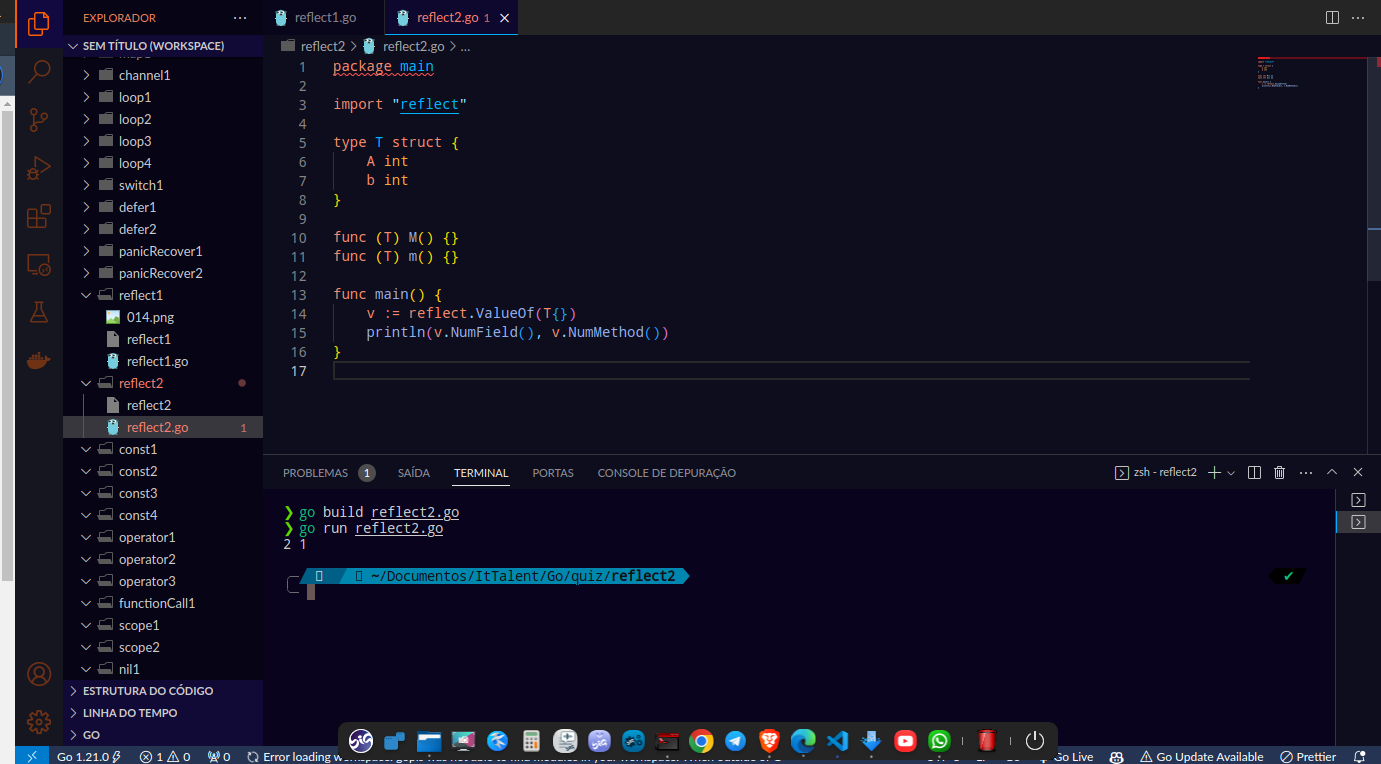 EXPLORADOR
SEM TÍTULO (WORKSPACE)
channel1
loop1
loop2
loop3
loop4
switch1
defer1
defer2
panicRecover1
panicRecover2
reflect1
014.png
reflect1
reflect1.go
reflect2
reflect2
reflect2.go 1
const1
const2
const3
const4
operator1
operator2
operator3
functionCall1
scope1
scope2
nil1
ESTRUTURA DO CÓDIGO
LINHA DO TEMPO
GO
reflect1.go
reflect2.go 1
reflect2 > reflect2.go > ...
1 package main
2
3 import "reflect"
4
5 type T struct {
6 A int
7 b int
8 }
9
10 func (T) M() {}
11 func (T) m() {}
12
13 func main() {
14 v := reflect.ValueOf(T{})
15 println(v.NumField(), v.NumMethod())
16 }
17
PROBLEMAS 1 SAÍDA TERMINAL PORTAS CONSOLE DE DEPURAÇÃO
zsh - reflect2
❯ go build reflect2.go
❯ go run reflect2.go
2 1
~/Documentos/ItTalent/Go/quiz/reflect2
Go 1.21.0 1 0 0 Error loading
Go Live Go Update Available Prettier